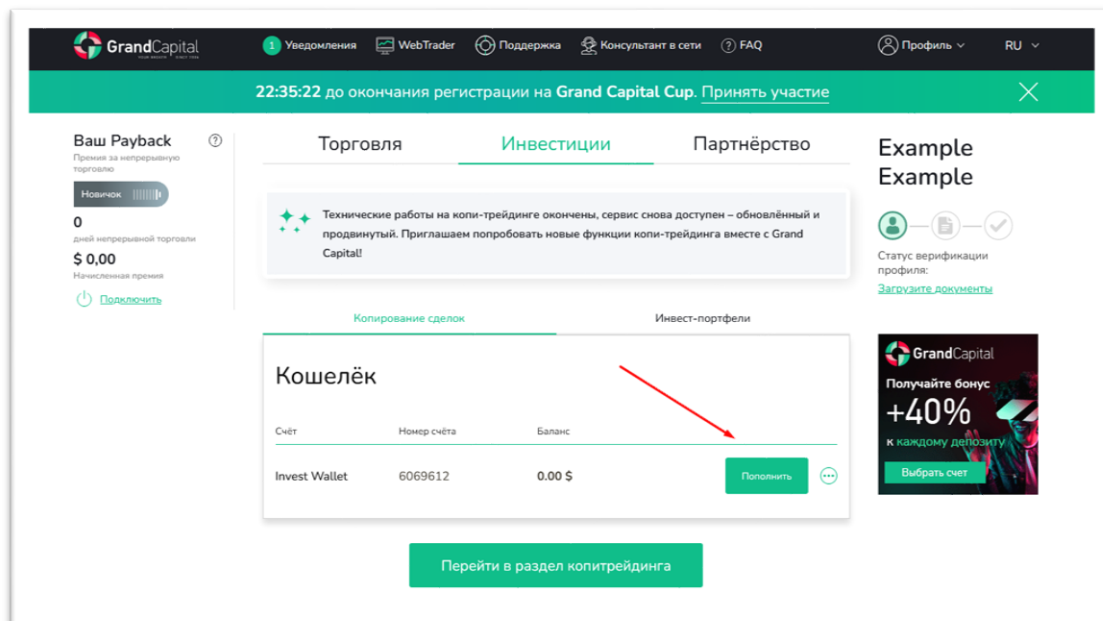 GrandCapital
1 Уведомления WebTrader Поддержка Консультант в сети FAQ Профиль RU
22:35:22 до окончания регистрации на Grand Capital Cup. Принять участие
Ваш Payback
Премия за непрерывную
торговлю
Новичок
0
дней непрерывной торговли
$ 0,00
Начисленная премия
Подключить
Торговля Инвестиции Партнёрство
Технические работы на копи-трейдинге окончены, сервис снова доступен – обновлённый и
продвинутый. Приглашаем попробовать новые функции копи-трейдинга вместе с Grand
Capital!
Копирование сделок Инвест-портфели
Кошелёк
Счёт Номер счёта Баланс
Invest Wallet 6069612 0.00 $ Пополнить
Перейти в раздел копитрейдинга
Example
Example
Статус верификации
профиля:
Загрузите документы
GrandCapital
Получайте бонус
+40%
к каждому депозиту
Выбрать счет